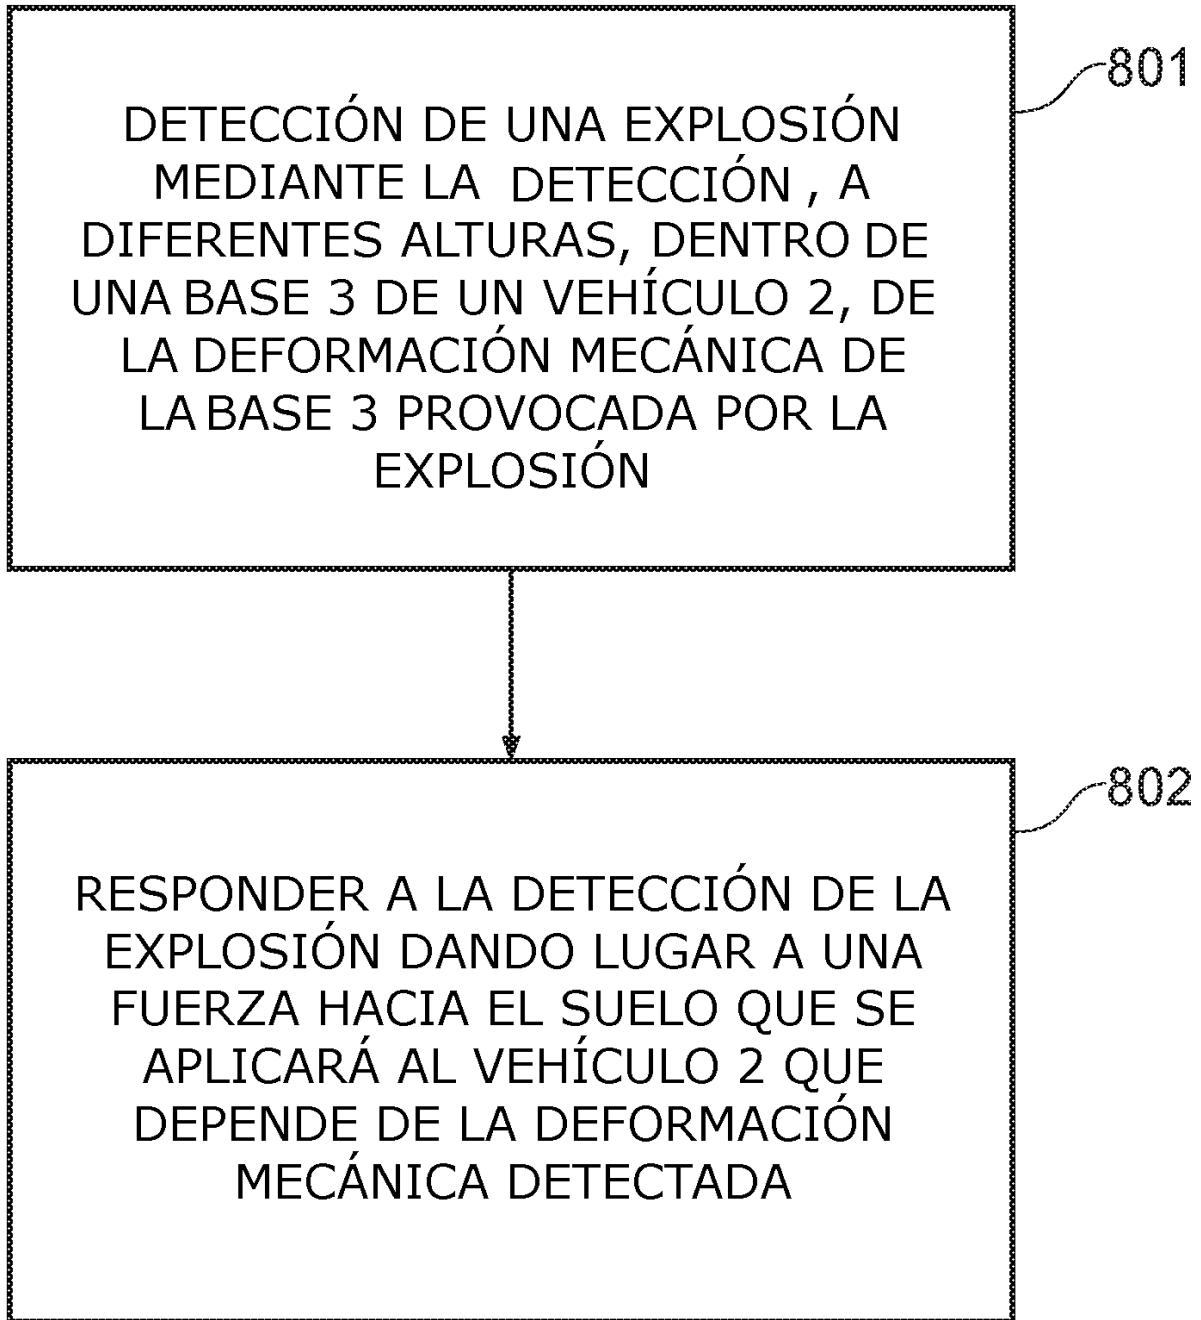 801
DETECCIÓN DE UNA EXPLOSIÓN
MEDIANTE LA DETECCIÓN , A
DIFERENTES ALTURAS, DENTRO DE
UNA BASE 3 DE UN VEHÍCULO 2, DE
LA DEFORMACIÓN MECÁNICA DE
LA BASE 3 PROVOCADA POR LA
EXPLOSIÓN
802
RESPONDER A LA DETECCIÓN DE LA
EXPLOSIÓN DANDO LUGAR A UNA
FUERZA HACIA EL SUELO QUE SE
APLICARÁ AL VEHÍCULO 2 QUE
DEPENDE DE LA DEFORMACIÓN
MECÁNICA DETECTADA